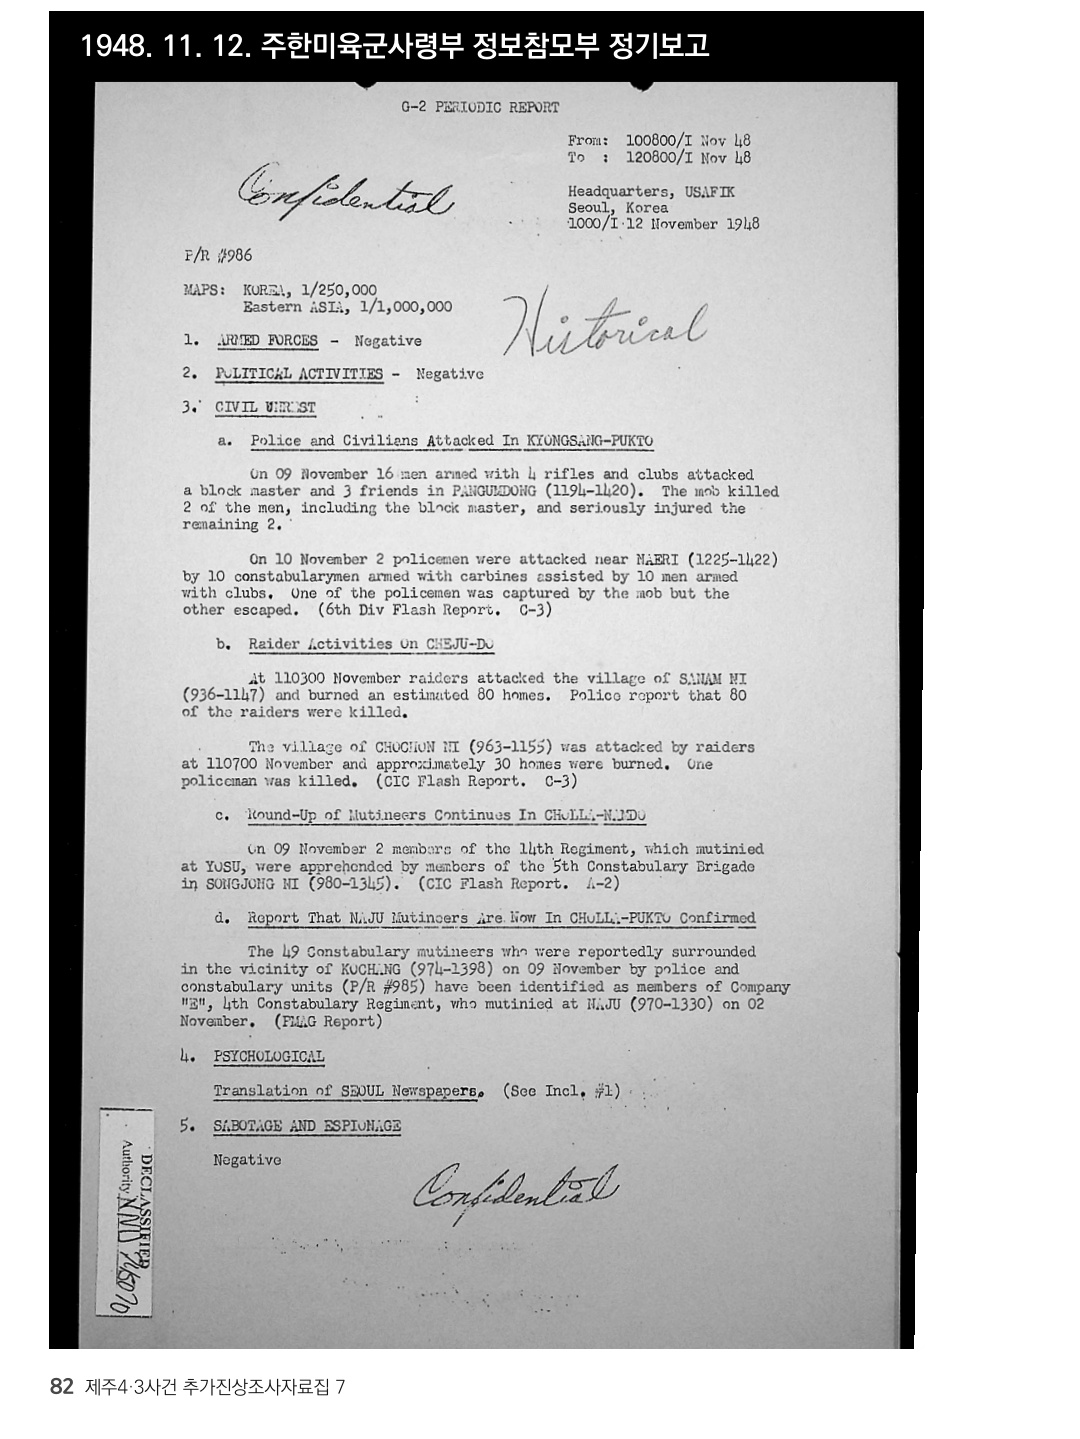 1948. 11. 12. 주한미육군사령부 정보참모부 정기보고
G-2 PERIODIC REPORT
From: 100800/I Nov 48
To : 120800/I Nov 48
Confidential
Headquarters, USAFIK
Seoul, Korea
1000/I 12 November 1948
P/R #986
MAPS: KOREA, 1/250,000
Eastern ASIA, 1/1,000,000
Historical
1. ARMED FORCES - Negative
2. POLITICAL ACTIVITIES - Negative
3. CIVIL UNREST
a. Police and Civilians Attacked In KYONGSANG-PUKTO
On 09 November 16 men armed with 4 rifles and clubs attacked
a block master and 3 friends in PANGUMDONG (1194-1420). The mob killed
2 of the men, including the block master, and seriously injured the
remaining 2.
On 10 November 2 policemen were attacked near NAERI (1225-1422)
by 10 constabularymen armed with carbines assisted by 10 men armed
with clubs. One of the policemen was captured by the mob but the
other escaped. (6th Div Flash Report. C-3)
b. Raider Activities On CHEJU-DO
At 110300 November raiders attacked the village of SANAM NI
(936-1147) and burned an estimated 80 homes. Police report that 80
of the raiders were killed.
The village of CHOCHON NI (963-1155) was attacked by raiders
at 110700 November and approximately 30 homes were burned. One
policeman was killed. (CIC Flash Report. C-3)
c. Round-Up of Mutineers Continues In CHOLLA-NAMDO
On 09 November 2 members of the 14th Regiment, which mutinied
at YOSU, were apprehended by members of the 5th Constabulary Brigade
in SONGJONG NI (980-1345). (CIC Flash Report. A-2)
d. Report That NAJU Mutineers Are Now In CHOLLA-PUKTO Confirmed
The 49 Constabulary mutineers who were reportedly surrounded
in the vicinity of KOCHANG (974-1398) on 09 November by police and
constabulary units (P/R #985) have been identified as members of Company
"E", 4th Constabulary Regiment, who mutinied at NAJU (970-1330) on 02
November. (PMAG Report)
4. PSYCHOLOGICAL
Translation of SEOUL Newspapers. (See Incl. #1)
5. SABOTAGE AND ESPIONAGE
Negative
Confidential
DECLASSIFIED
Authority NND 745070
82 제주4·3사건 추가진상조사자료집 7